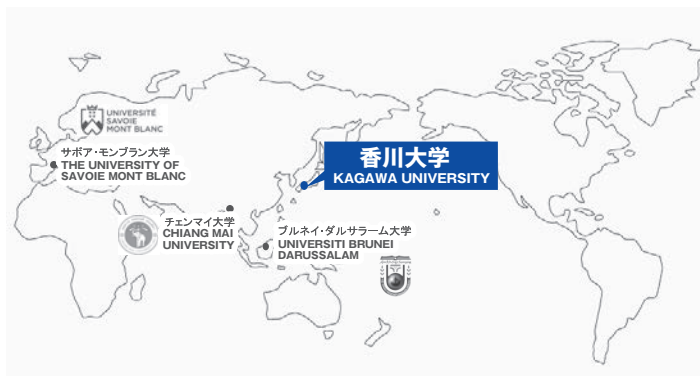 UNIVERSITÉ
SAVOIE
MONT BLANC
サボア・モンブラン大学
THE UNIVERSITY OF
SAVOIE MONT BLANC
香川大学
KAGAWA UNIVERSITY
チェンマイ大学
CHIANG MAI
UNIVERSITY
ブルネイ・ダルサラーム大学
UNIVERSITI BRUNEI
DARUSSALAM